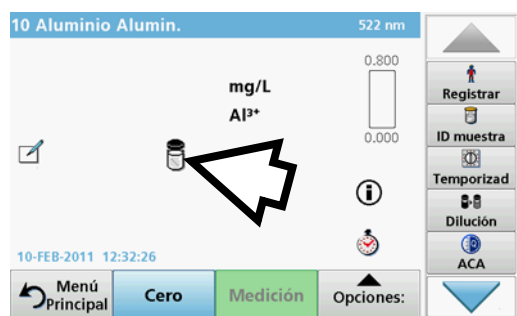 10 Aluminio Alumin.
522 nm
0.800
mg/L
Al³⁺
0.000
10-FEB-2011 12:32:26
Menú
Principal
Cero
Medición
Opciones:
Registrar
ID muestra
Temporizad
Dilución
ACA